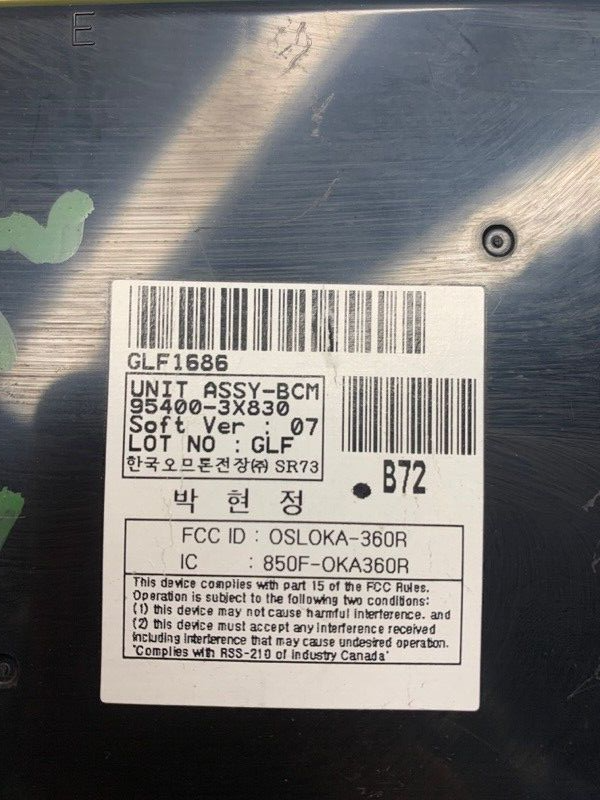 E
GLF1686
UNIT ASSY-BCM
95400-3X830
Soft Ver : 07
LOT NO : GLF
한국오므론전장㈜ SR73
B72
박 현 정
FCC ID : OSLOKA-360R
IC : 850F-OKA360R
This device complies with part 15 of the FCC Rules.
Operation is subject to the following two conditions:
(1) this device may not cause harmful interference, and
(2) this device must accept any interference received
including interference that may cause undesired operation.
"Complies with RSS-210 of Industry Canada"